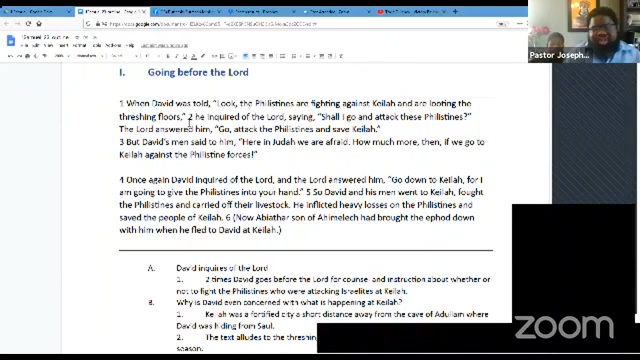 I. Going before the Lord
1 When David was told, "Look, the Philistines are fighting against Keilah and are looting the
threshing floors," 2 he inquired of the Lord, saying, "Shall I go and attack these Philistines?"
The Lord answered him, "Go, attack the Philistines and save Keilah."
3 But David's men said to him, "Here in Judah we are afraid. How much more, then, if we go to
Keilah against the Philistine forces!"
4 Once again David inquired of the Lord, and the Lord answered him, "Go down to Keilah, for I
am going to give the Philistines into your hand." 5 So David and his men went to Keilah, fought
the Philistines and carried off their livestock. He inflicted heavy losses on the Philistines and
saved the people of Keilah. 6 (Now Abiathar son of Ahimelech had brought the ephod down
with him when he fled to David at Keilah.)
A. David inquires of the Lord
1. 2 times David goes before the Lord for counsel and instruction about whether or
not to fight the Philistines who were attacking Israelites at Keilah.
B. Why is David even concerned with what is happening at Keilah?
1. Keilah was a fortified city a short distance away from the cave of Adullam where
David was hiding from Saul.
2. The text alludes to the threshing
season.
Pastor Joseph
zoom